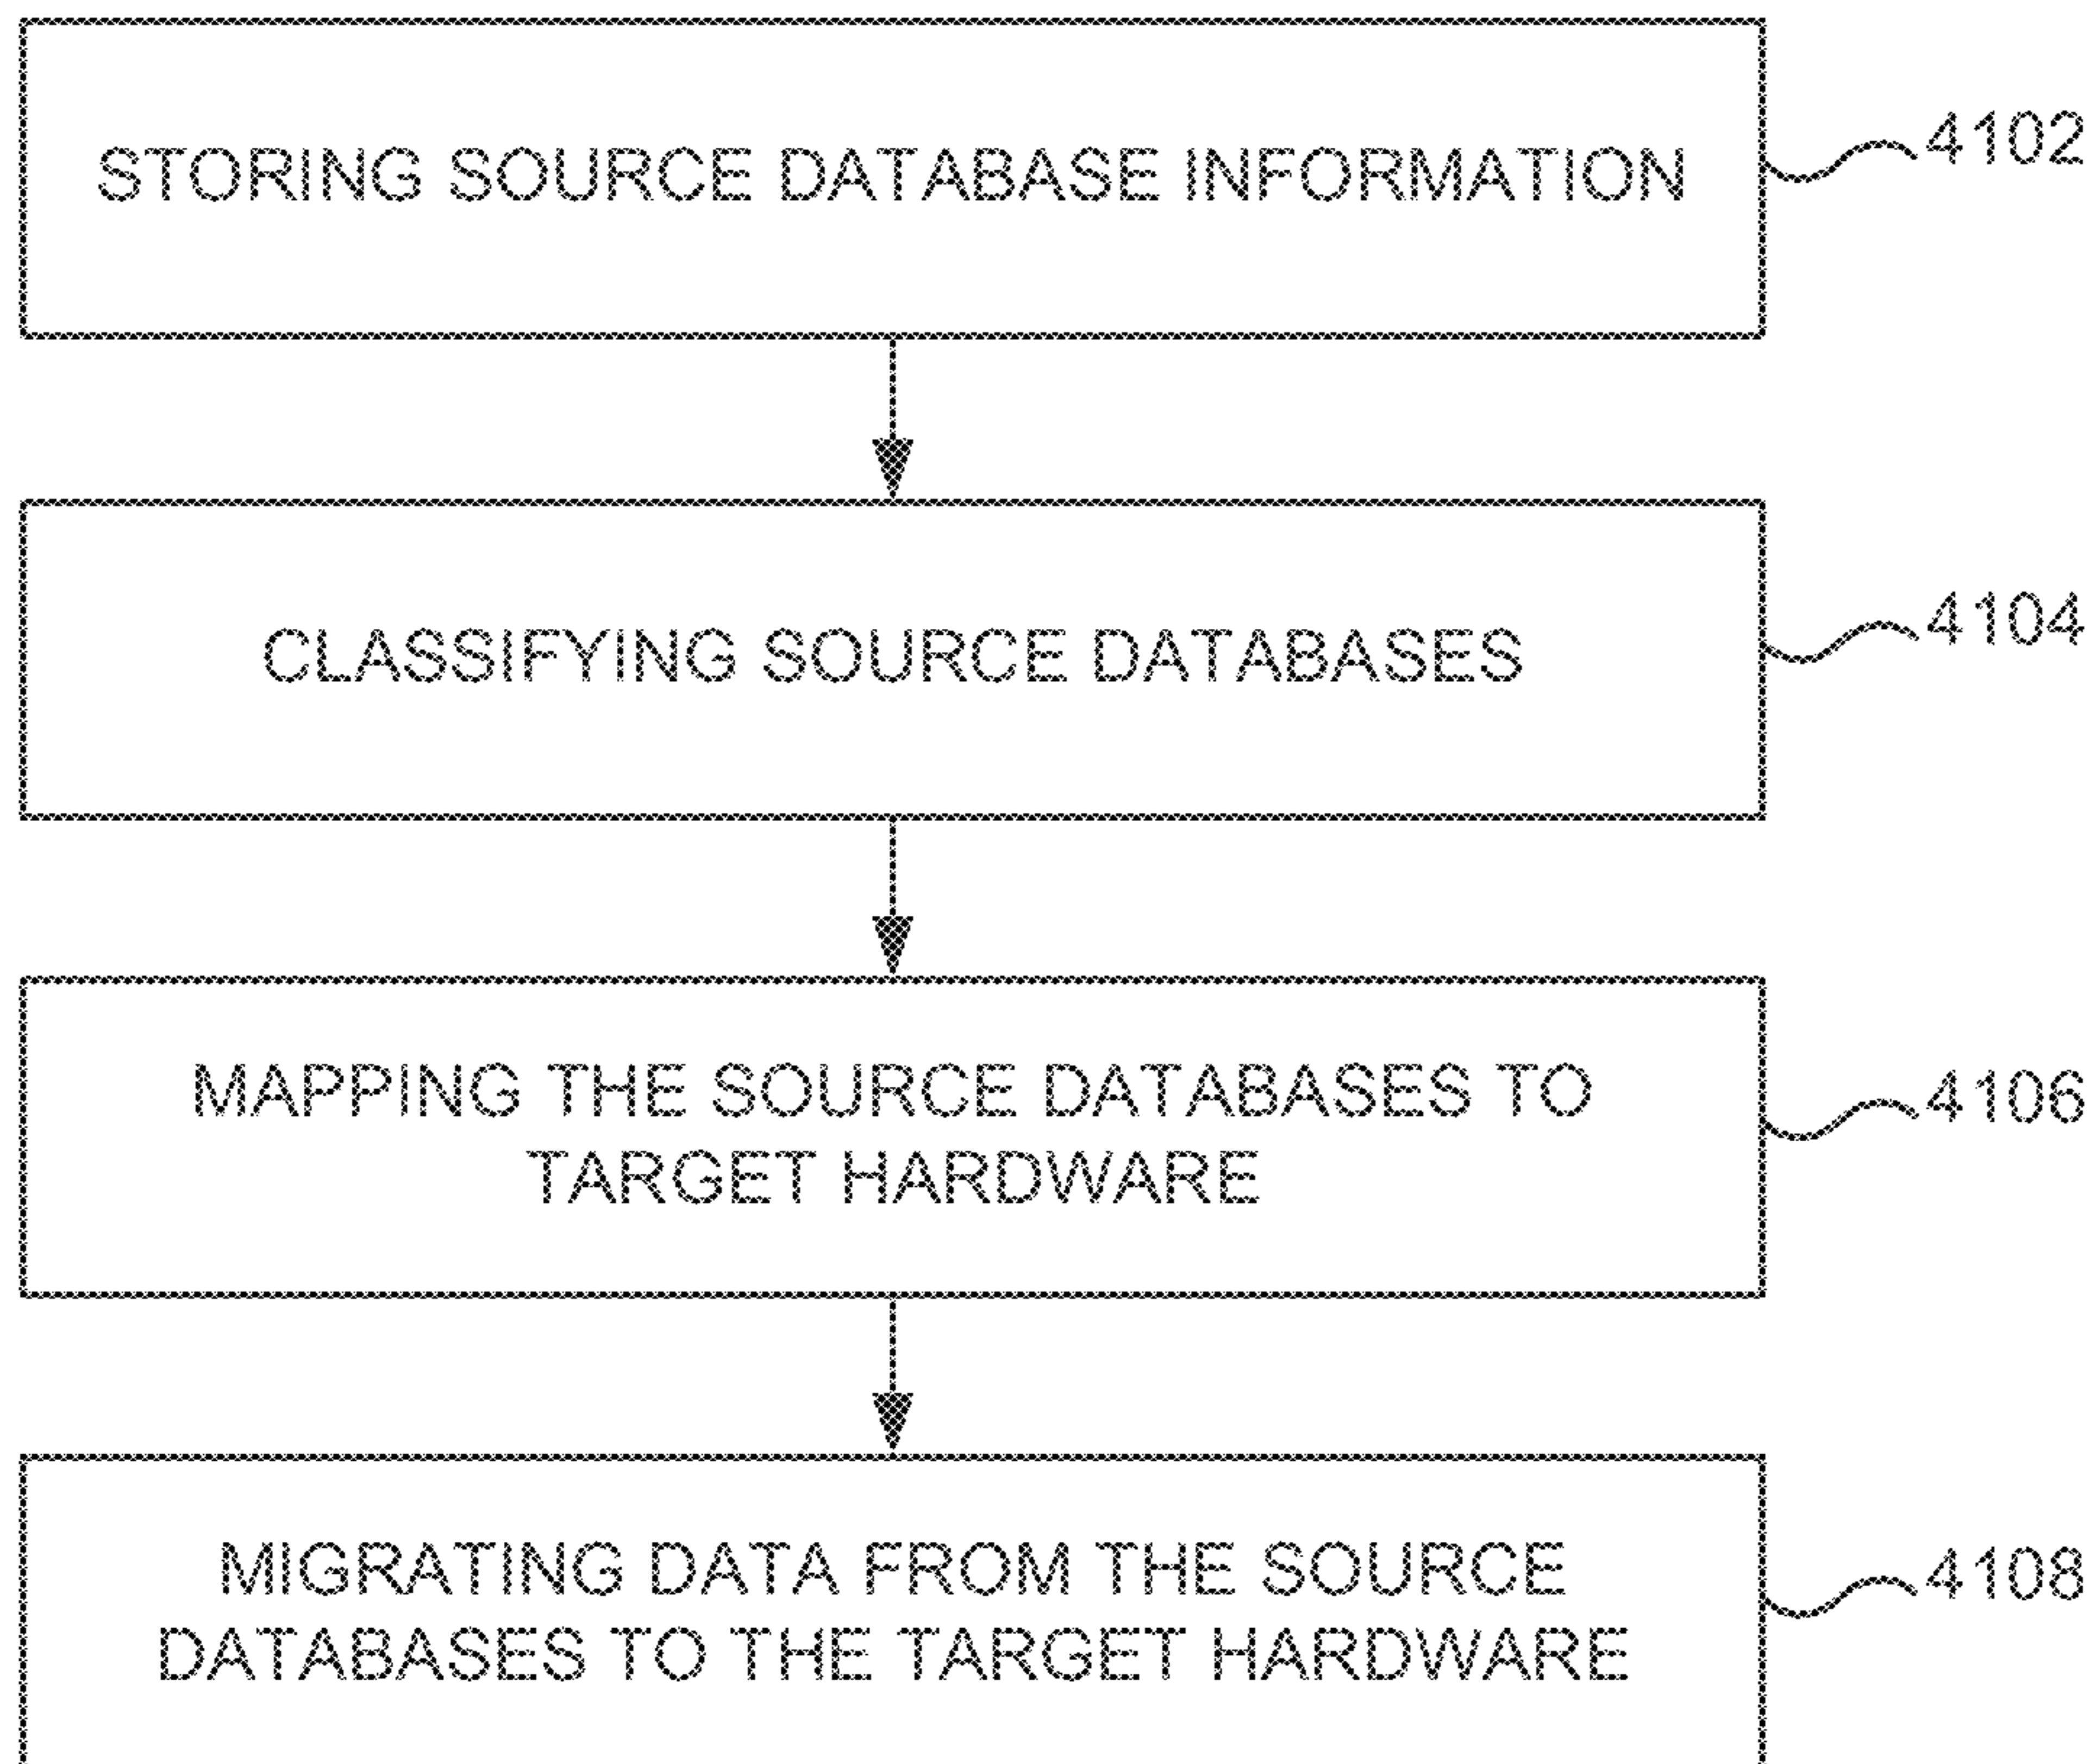 STORING SOURCE DATABASE INFORMATION
4102
CLASSIFYING SOURCE DATABASES
4104
MAPPING THE SOURCE DATABASES TO
TARGET HARDWARE
4106
MIGRATING DATA FROM THE SOURCE
DATABASES TO THE TARGET HARDWARE
4108